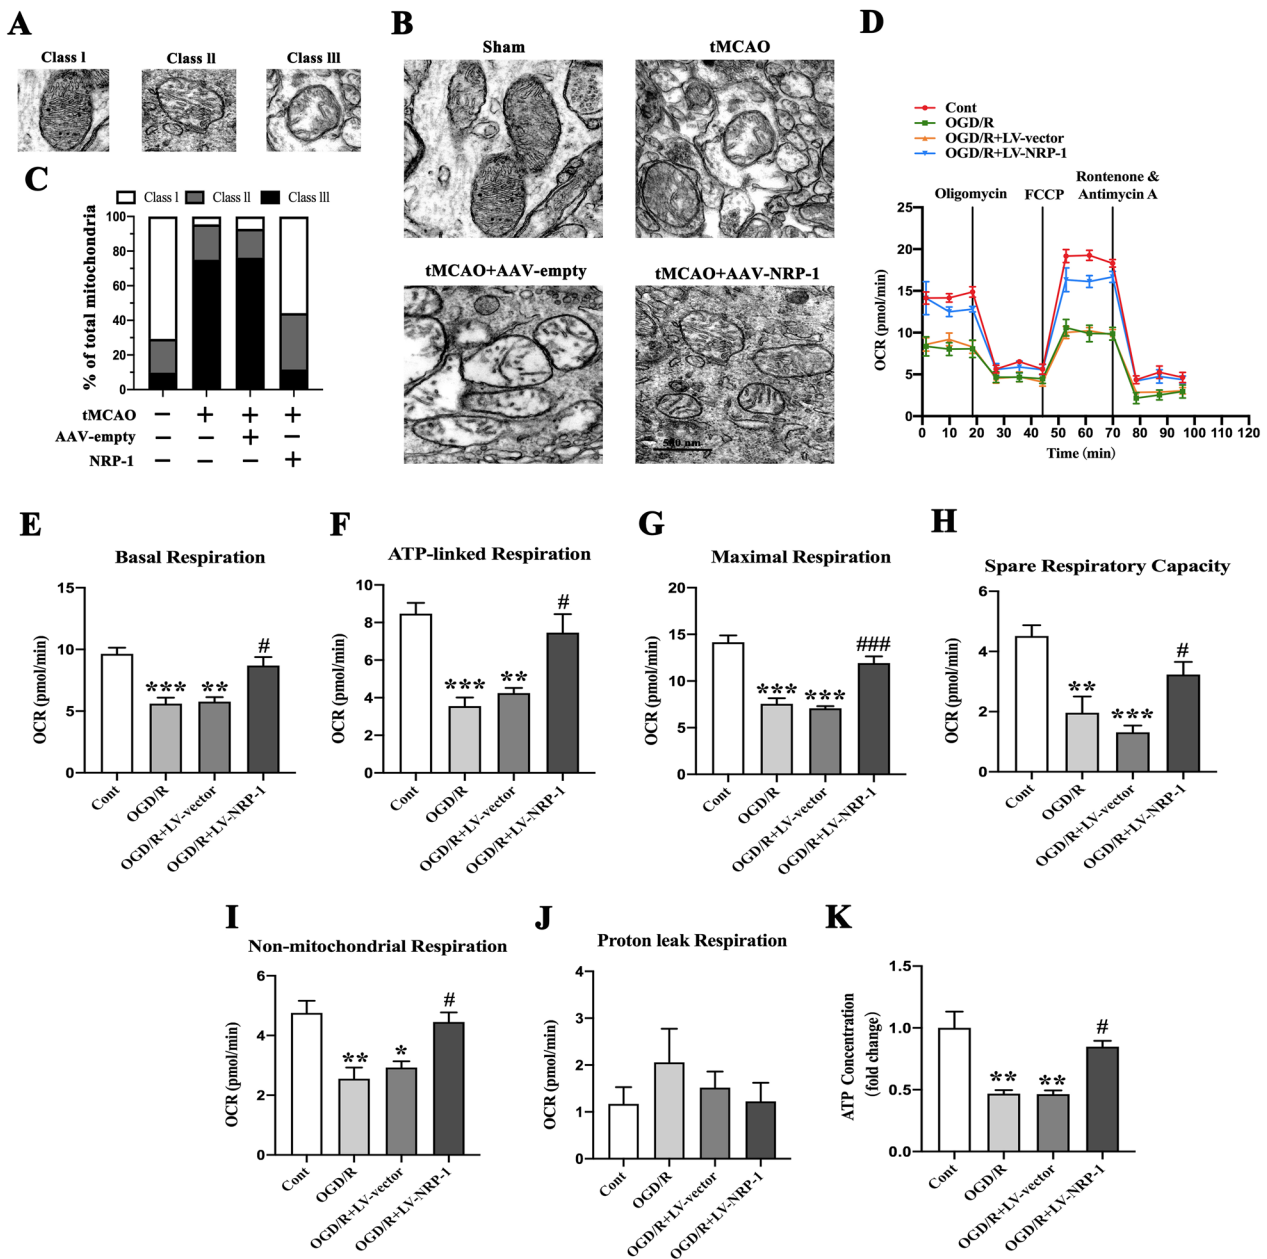 A
Class l
Class ll
Class lll
B
Sham
tMCAO
tMCAO+AAV-empty
tMCAO+AAV-NRP-1
500 nm
C
Class l
Class ll
Class lll
% of total mitochondria
100
80
60
40
20
0
tMCAO
− + + +
AAV-empty
− − + −
NRP-1
− − − +
D
Cont
OGD/R
OGD/R+LV-vector
OGD/R+LV-NRP-1
Oligomycin
FCCP
Rontenone &
Antimycin A
OCR (pmol/min)
25
20
15
10
5
0
0 10 20 30 40 50 60 70 80 90 100 110 120
Time (min)
E
Basal Respiration
OCR (pmol/min)
15
10
5
0
*** ** #
Cont
OGD/R
OGD/R+LV-vector
OGD/R+LV-NRP-1
F
ATP-linked Respiration
OCR (pmol/min)
10
8
6
4
2
0
*** ** #
Cont
OGD/R
OGD/R+LV-vector
OGD/R+LV-NRP-1
G
Maximal Respiration
OCR (pmol/min)
20
15
10
5
0
*** *** ###
Cont
OGD/R
OGD/R+LV-vector
OGD/R+LV-NRP-1
H
Spare Respiratory Capacity
OCR (pmol/min)
6
4
2
0
** *** #
Cont
OGD/R
OGD/R+LV-vector
OGD/R+LV-NRP-1
I
Non-mitochondrial Respiration
OCR (pmol/min)
6
4
2
0
** * #
Cont
OGD/R
OGD/R+LV-vector
OGD/R+LV-NRP-1
J
Proton leak Respiration
OCR (pmol/min)
4
3
2
1
0
Cont
OGD/R
OGD/R+LV-vector
OGD/R+LV-NRP-1
K
ATP Concentration
(fold change)
1.5
1.0
0.5
0.0
** ** #
Cont
OGD/R
OGD/R+LV-vector
OGD/R+LV-NRP-1